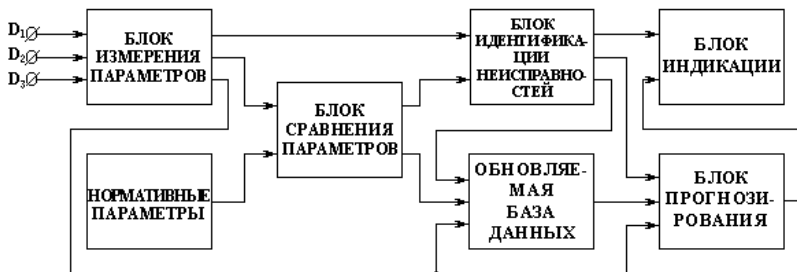 D₁
D₂
D₃
БЛОК
ИЗМЕРЕНИЯ
ПАРАМЕТРОВ
НОРМАТИВНЫЕ
ПАРАМЕТРЫ
БЛОК
СРАВНЕНИЯ
ПАРАМЕТРОВ
БЛОК
ИДЕНТИФИКА-
ЦИИ
НЕИСПРАВНО-
СТЕЙ
ОБНОВЛЯЕ-
МАЯ
БАЗА
ДАННЫХ
БЛОК
ИНДИКАЦИИ
БЛОК
ПРОГНОЗИ-
РОВАНИЯ